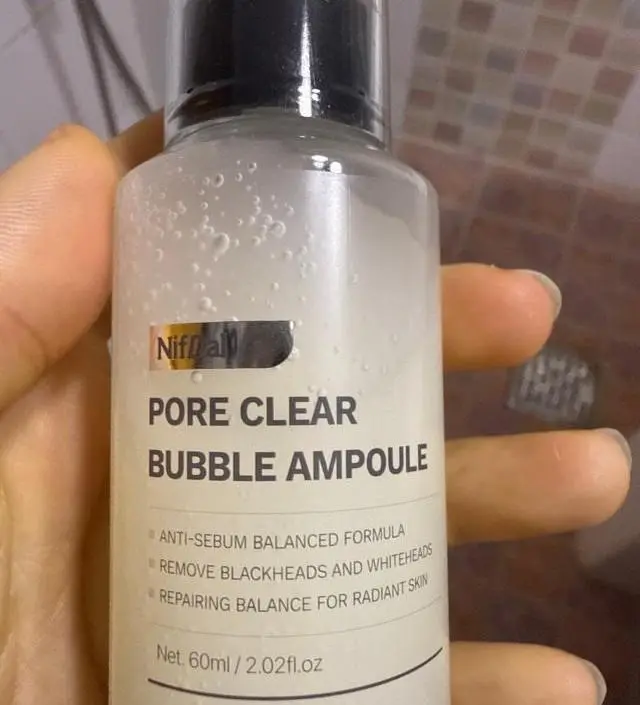 PORE CLEAR
BUBBLE AMPOULE
ANTI-SEBUM BALANCED FORMULA
REMOVE BLACKHEADS AND WHITEHEADS
REPAIRING BALANCE FOR RADIANT SKIN
Net. 60ml / 2.02fl.oz